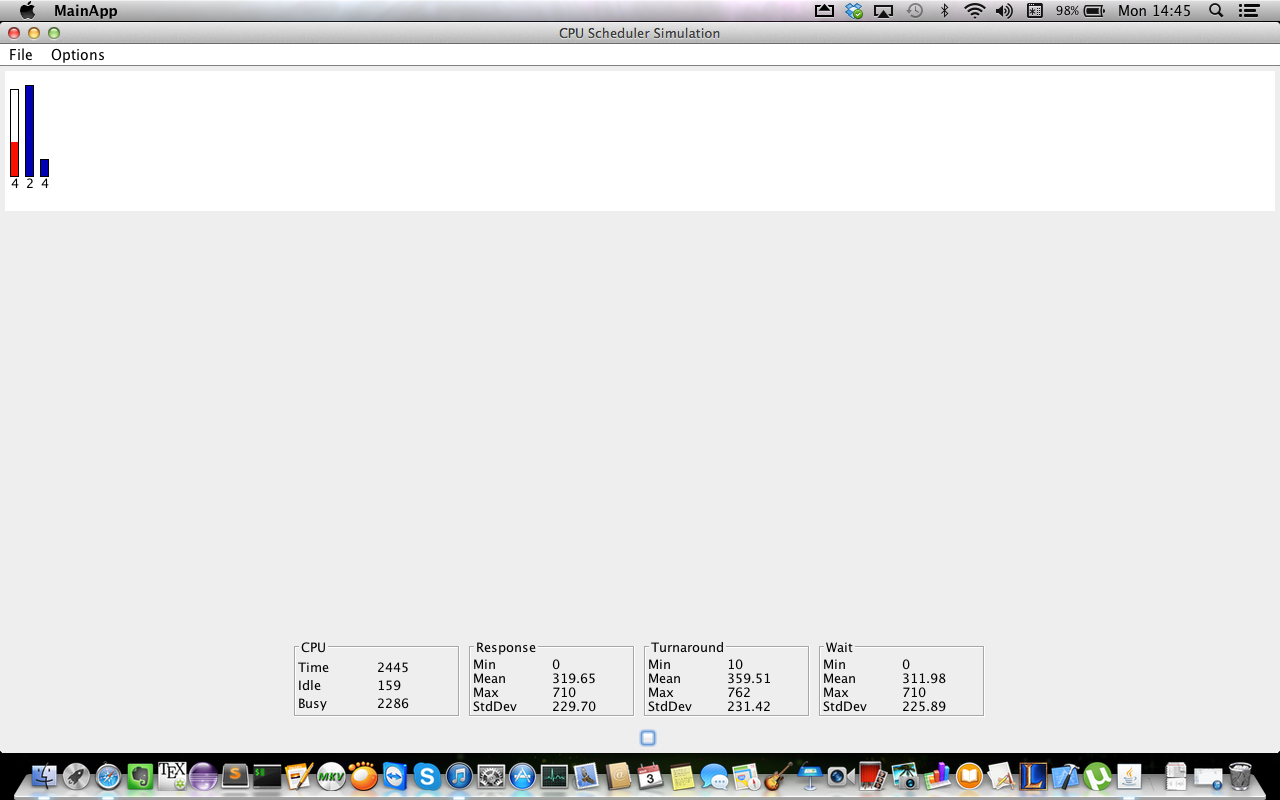 MainApp 98% Mon 14:45
CPU Scheduler Simulation
File Options
4 2 4
CPU
Time 2445
Idle 159
Busy 2286
Response
Min 0
Mean 319.65
Max 710
StdDev 229.70
Turnaround
Min 10
Mean 359.51
Max 762
StdDev 231.42
Wait
Min 0
Mean 311.98
Max 710
StdDev 225.89
TEX S $ MKV S 3 L